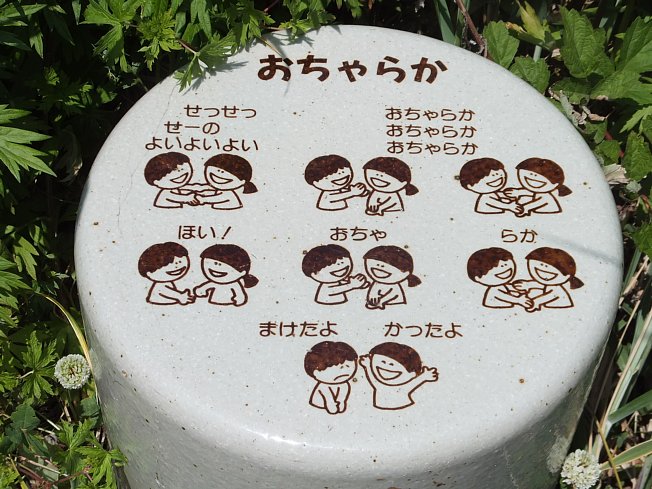 おちゃらか
せっせっ
せーの
よいよいよい
おちゃらか
おちゃらか
おちゃらか
ほい！
おちゃ
らか
まけたよ
かったよ